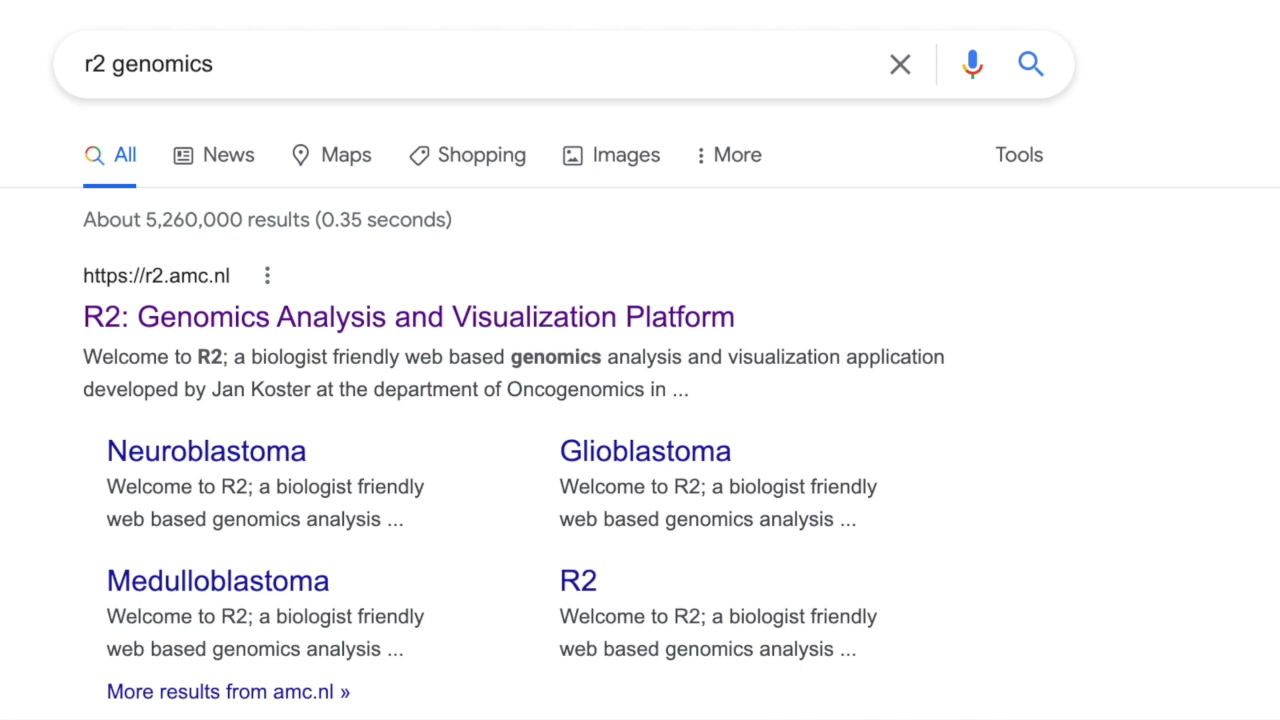 r2 genomics
All News Maps Shopping Images More Tools
About 5,260,000 results (0.35 seconds)
https://r2.amc.nl
R2: Genomics Analysis and Visualization Platform
Welcome to R2; a biologist friendly web based genomics analysis and visualization application
developed by Jan Koster at the department of Oncogenomics in ...
Neuroblastoma
Welcome to R2; a biologist friendly
web based genomics analysis ...
Glioblastoma
Welcome to R2; a biologist friendly
web based genomics analysis ...
Medulloblastoma
Welcome to R2; a biologist friendly
web based genomics analysis ...
R2
Welcome to R2; a biologist friendly
web based genomics analysis ...
More results from amc.nl »